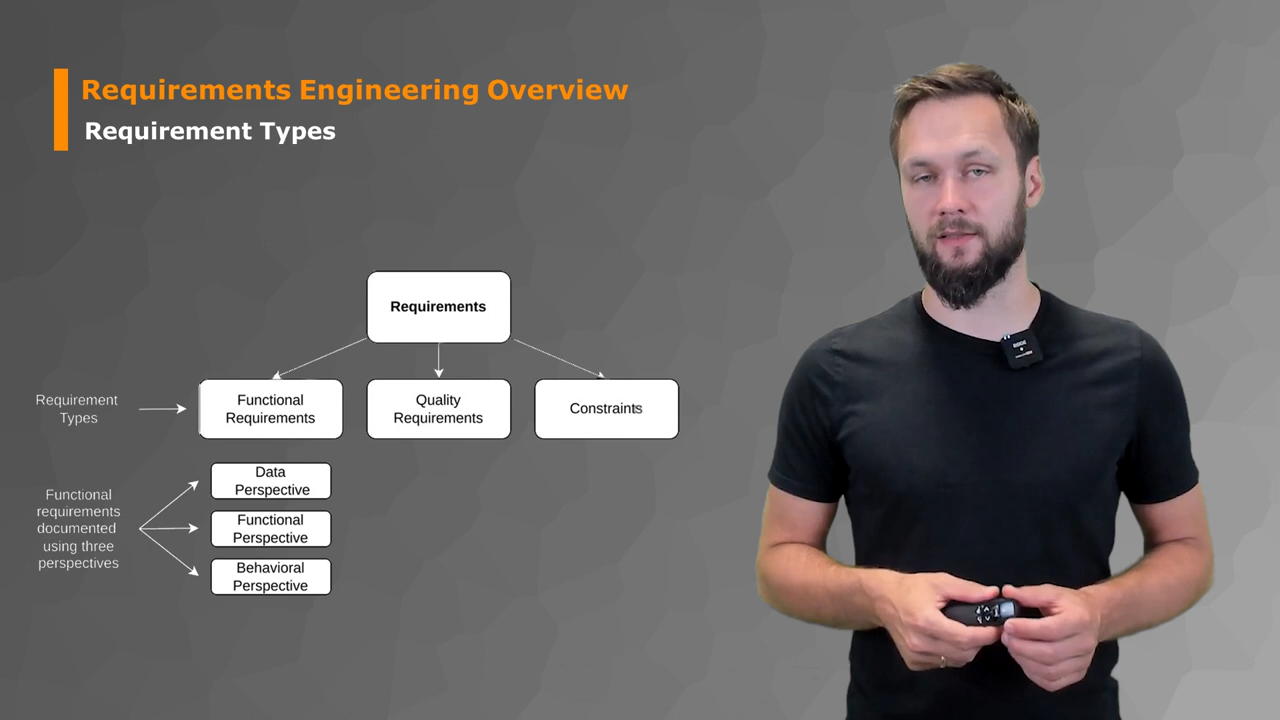 Requirements Engineering Overview
Requirement Types
Requirements
Requirement
Types
Functional
Requirements
Quality
Requirements
Constraints
Functional
requirements
documented
using three
perspectives
Data
Perspective
Functional
Perspective
Behavioral
Perspective